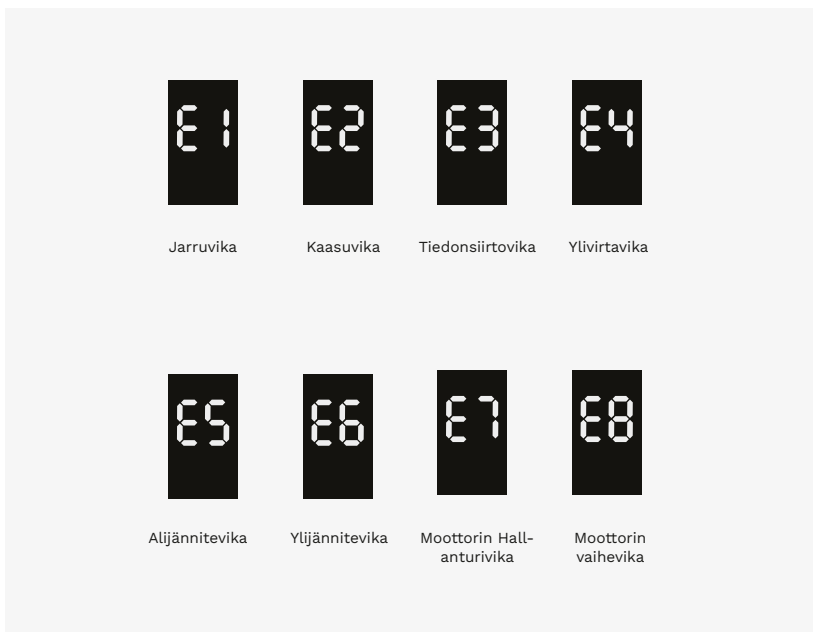 E1 E2 E3 E4
Jarruvika Kaasuvika Tiedonsiirtovika Ylivirtavika
E5 E6 E7 E8
Alijännitevika Ylijännitevika Moottorin Hall-
anturivika
Moottorin
vaihevika